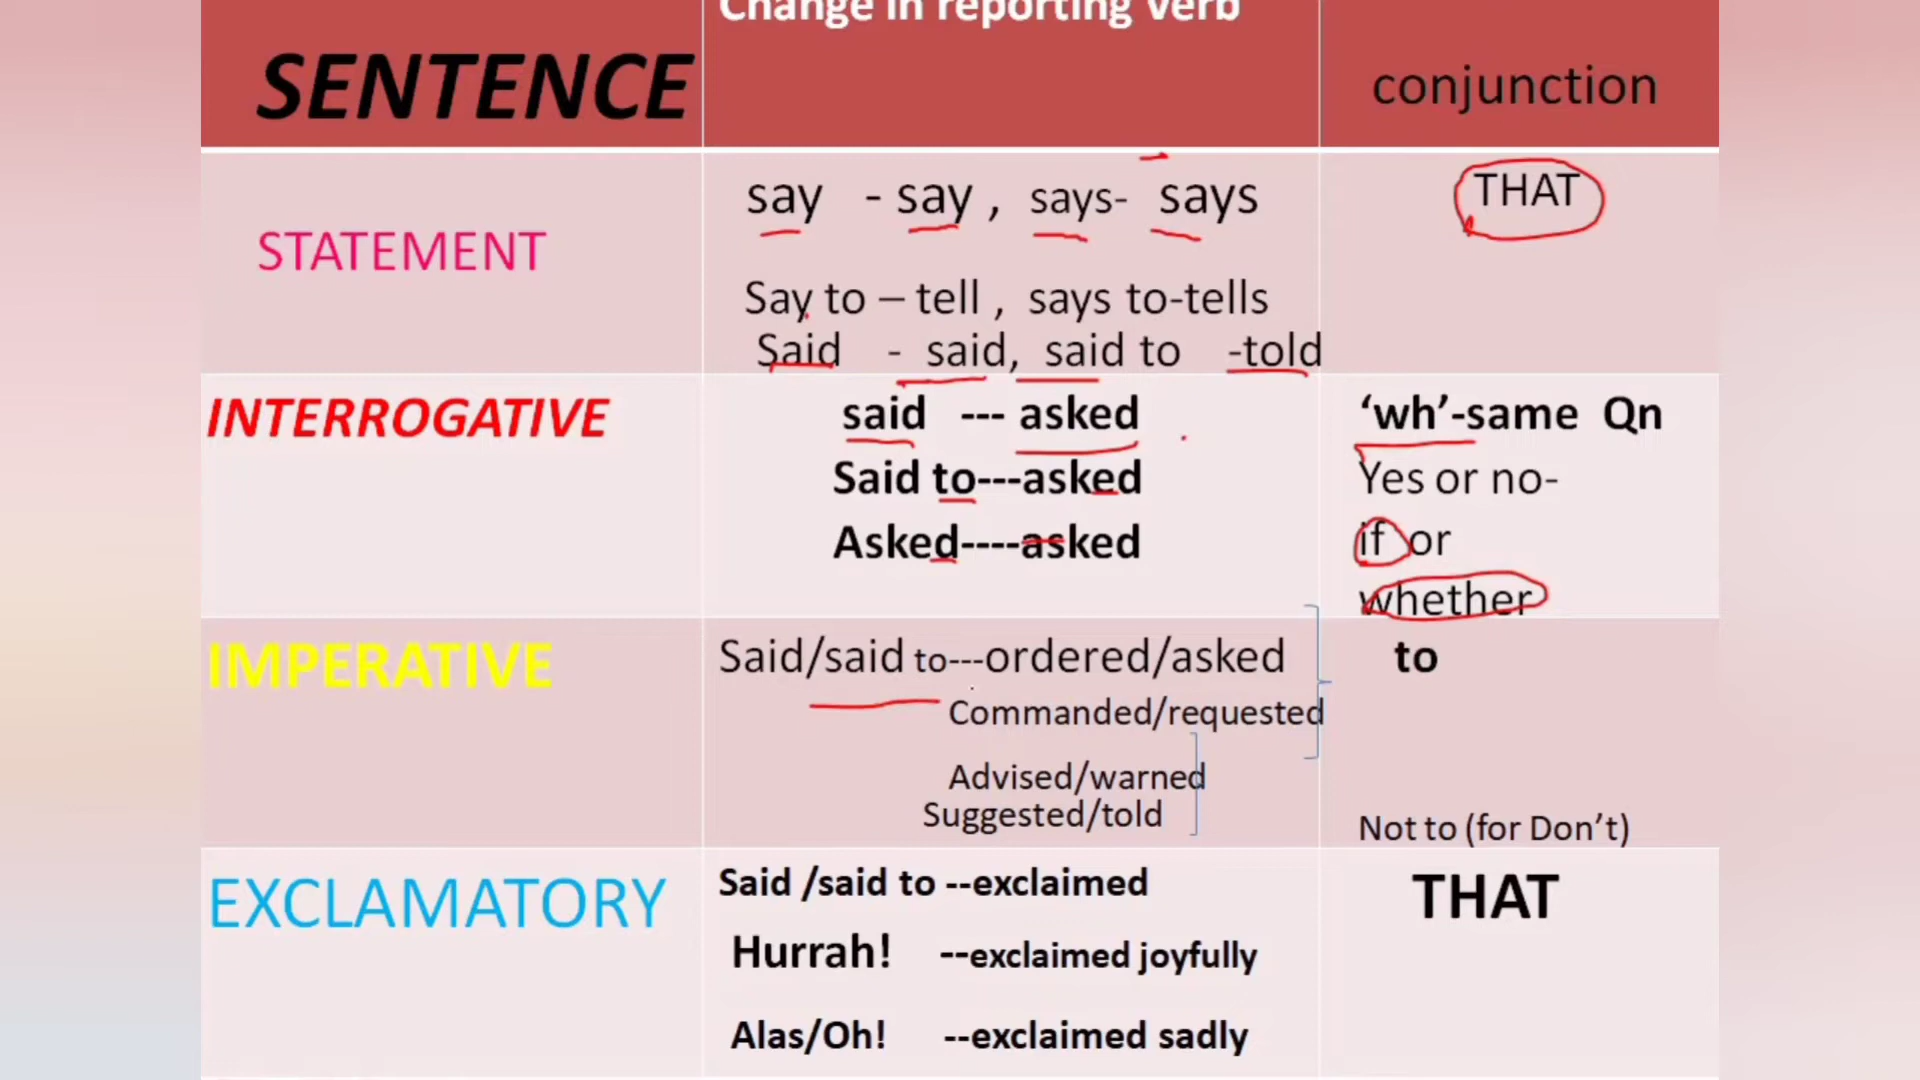 Change in reporting verb
SENTENCE
conjunction
say - say , says- says
THAT
STATEMENT
Say to – tell , says to-tells
Said - said, said to -told
INTERROGATIVE
said --- asked
‘wh’-same Qn
Said to---asked
Yes or no-
Asked----asked
if or
whether
IMPERATIVE
Said/said to---ordered/asked
to
Commanded/requested
Advised/warned
Suggested/told
Not to (for Don’t)
EXCLAMATORY
Said /said to --exclaimed
THAT
Hurrah! --exclaimed joyfully
Alas/Oh! --exclaimed sadly